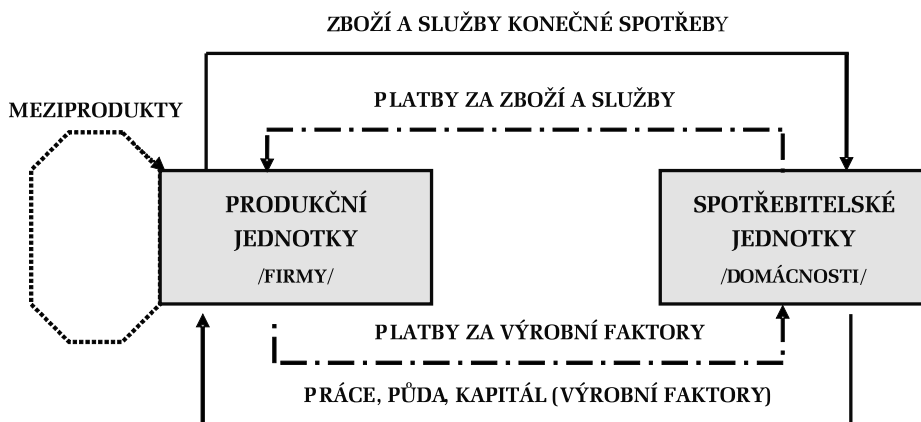 ZBOŽÍ A SLUŽBY KONEČNÉ SPOTŘEBY
PLATBY ZA ZBOŽÍ A SLUŽBY
MEZIPRODUKTY
PRODUKČNÍ
JEDNOTKY
/FIRMY/
SPOTŘEBITELSKÉ
JEDNOTKY
/DOMÁCNOSTI/
PLATBY ZA VÝROBNÍ FAKTORY
PRÁCE, PŮDA, KAPITÁL (VÝROBNÍ FAKTORY)